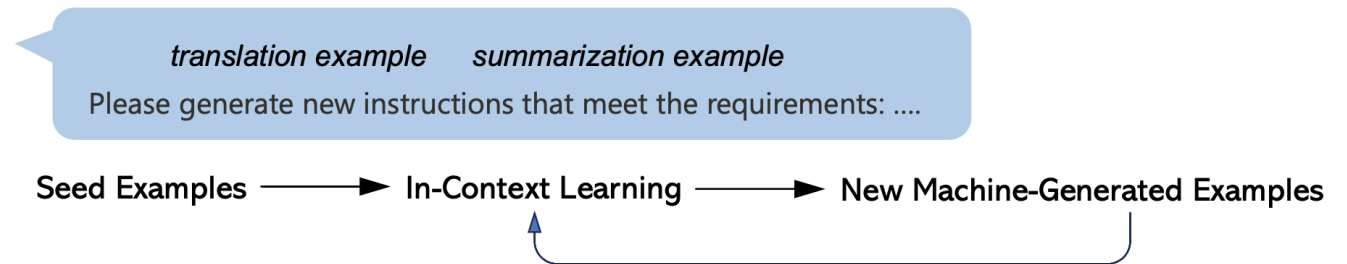 translation example summarization example
Please generate new instructions that meet the requirements: ....
Seed Examples In-Context Learning New Machine-Generated Examples